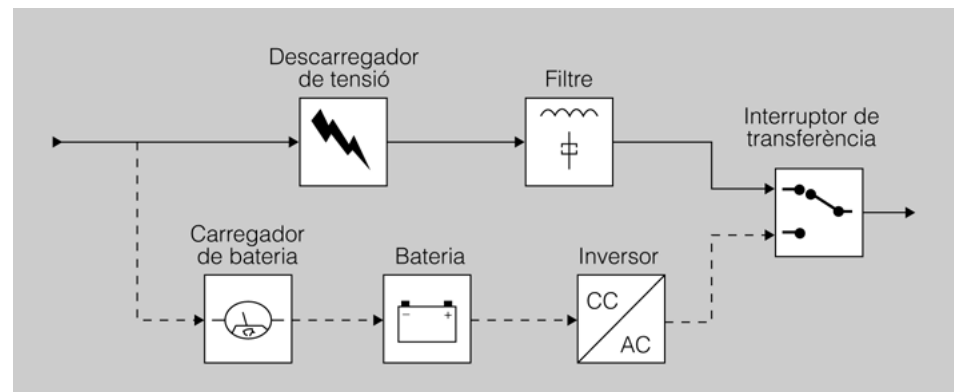 Descarregador
de tensió
Filtre
Interruptor de
transferència
Carregador
de bateria
Bateria
Inversor
- +
CC
AC